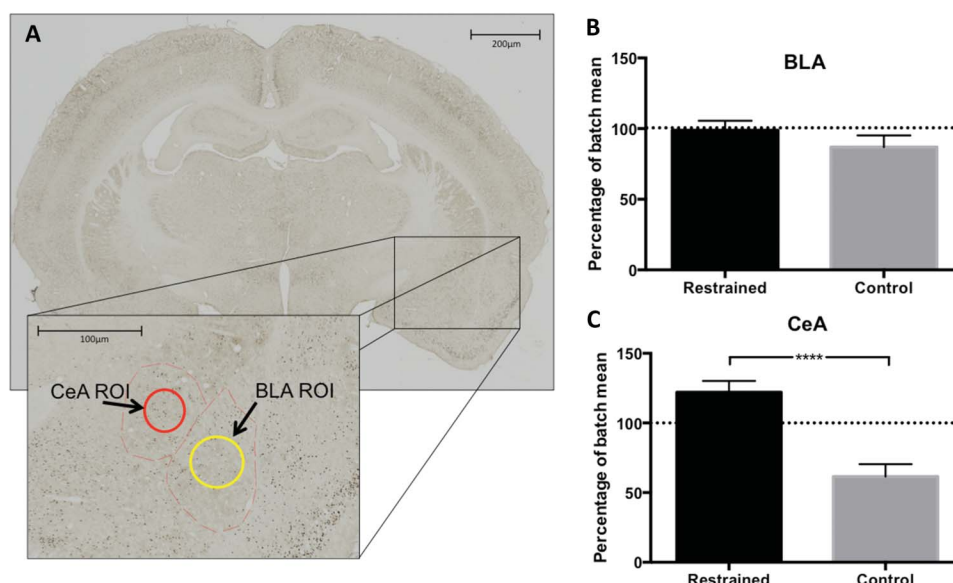 A
200µm
100µm
CeA ROI
BLA ROI
B
BLA
Percentage of batch mean
150
100
50
0
Restrained Control
C
CeA
Percentage of batch mean
150
100
50
0
****
Restrained Control